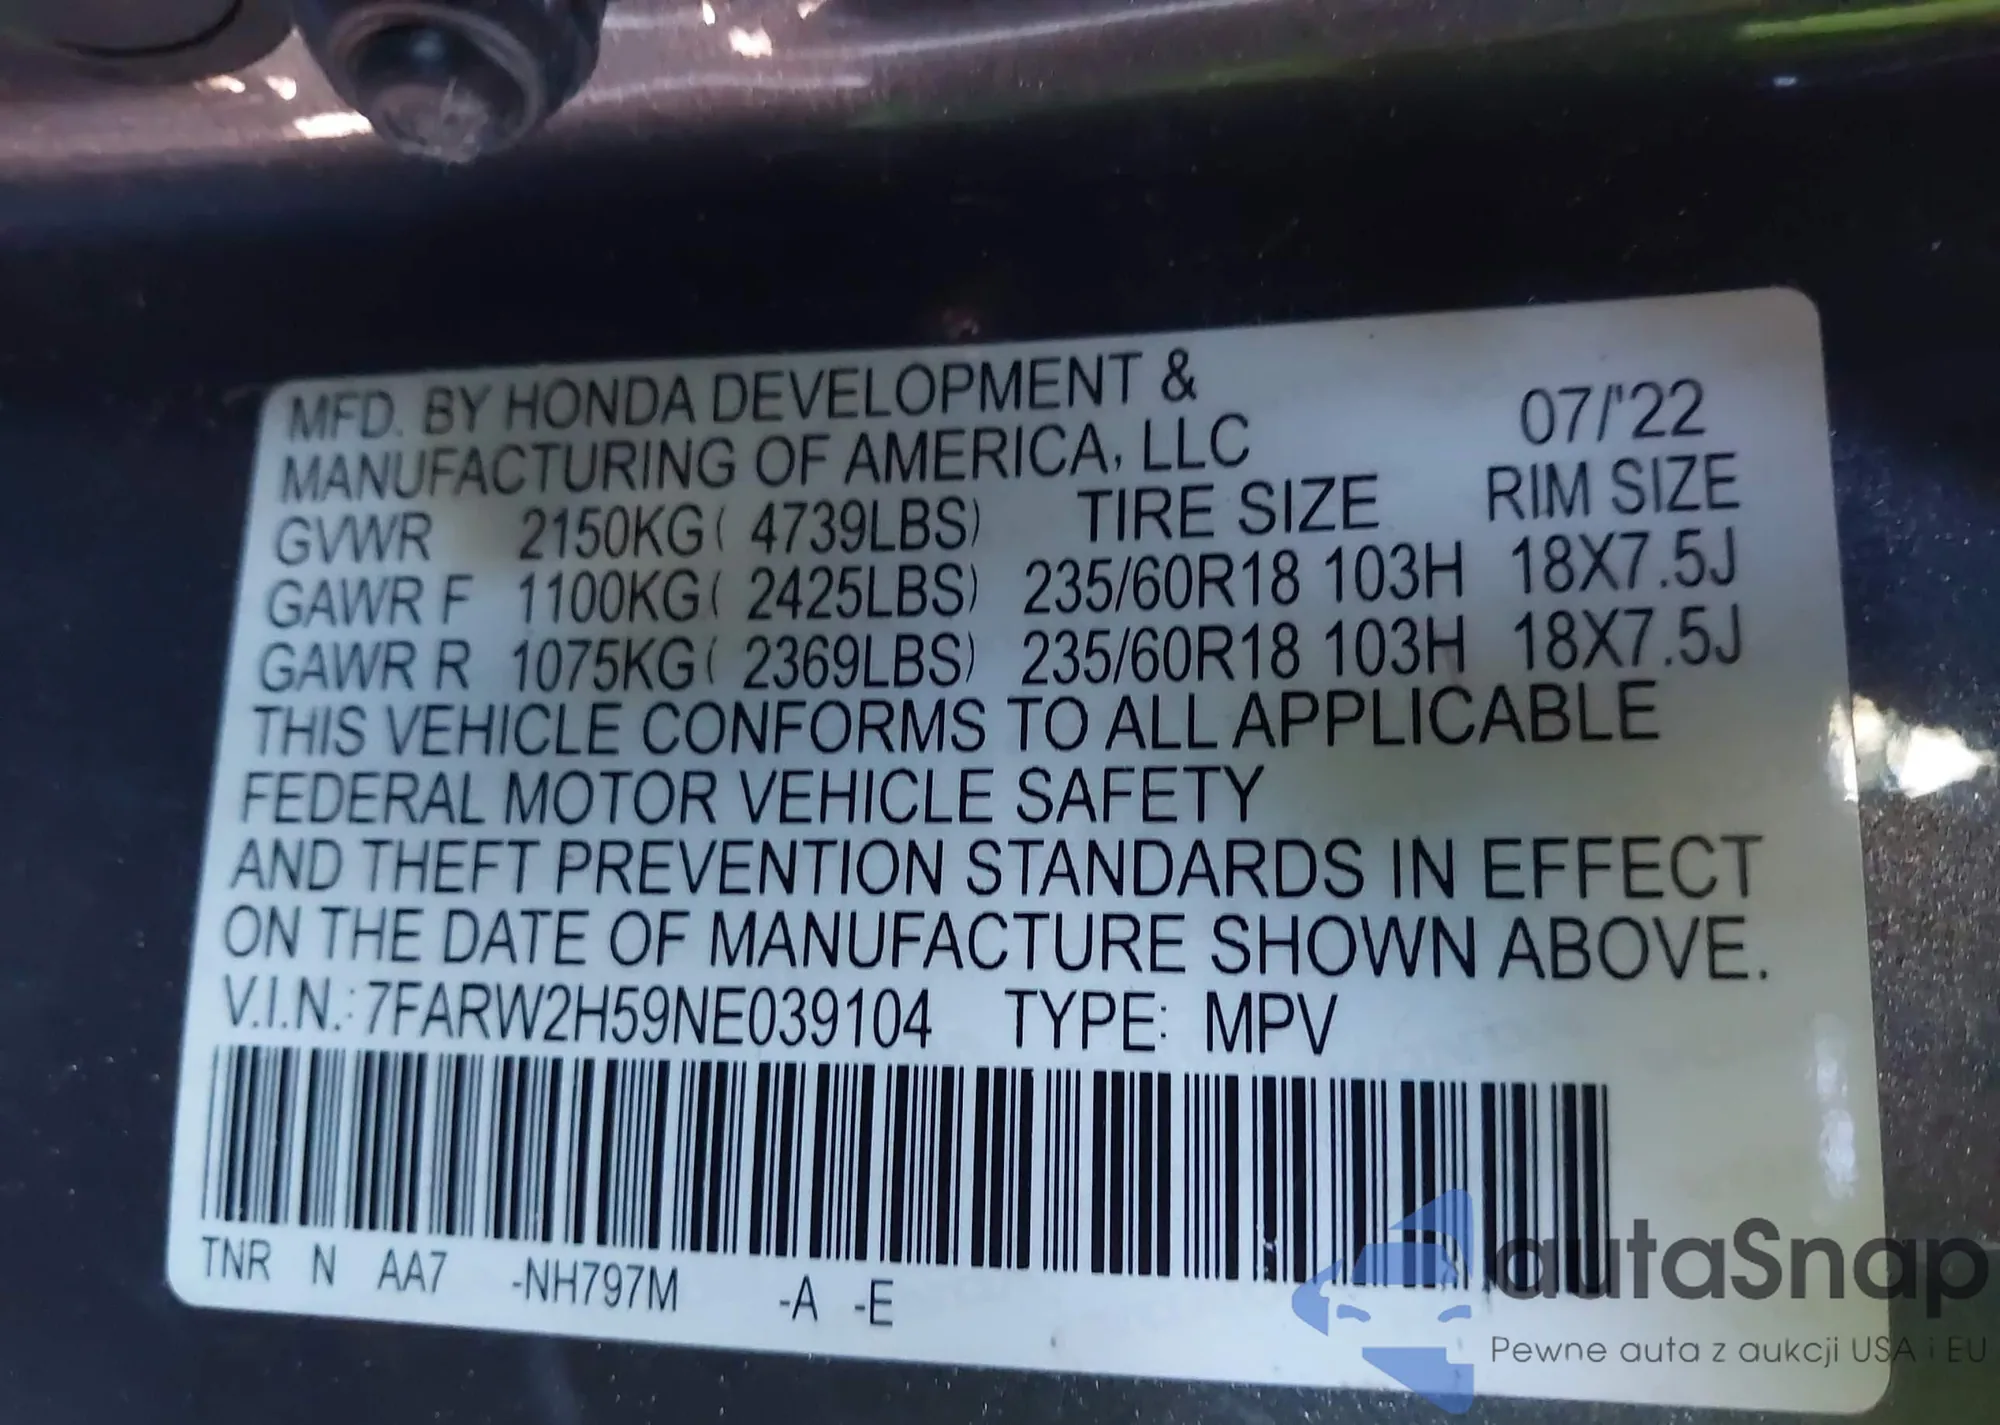 MFD. BY HONDA DEVELOPMENT &
MANUFACTURING OF AMERICA, LLC 07/'22
GVWR 2150KG( 4739LBS) TIRE SIZE RIM SIZE
GAWR F 1100KG( 2425LBS) 235/60R18 103H 18X7.5J
GAWR R 1075KG( 2369LBS) 235/60R18 103H 18X7.5J
THIS VEHICLE CONFORMS TO ALL APPLICABLE
FEDERAL MOTOR VEHICLE SAFETY
AND THEFT PREVENTION STANDARDS IN EFFECT
ON THE DATE OF MANUFACTURE SHOWN ABOVE.
V.I.N.: 7FARW2H59NE039104 TYPE: MPV
TNR N AA7 -NH797M -A -E
autaSnap
Pewne auta z aukcji USA i EU